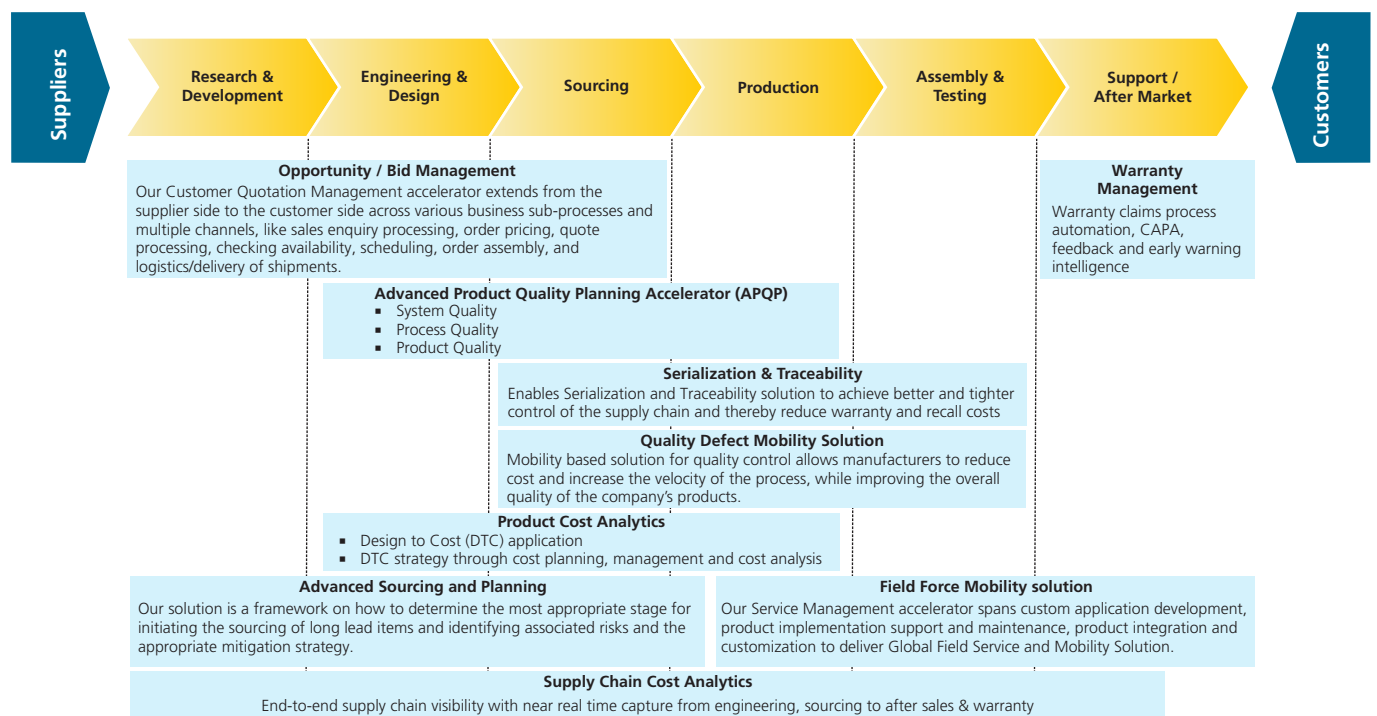 Suppliers
Research &
Development
Engineering &
Design
Sourcing
Production
Assembly &
Testing
Support /
After Market
Customers
Opportunity / Bid Management
Our Customer Quotation Management accelerator extends from the
supplier side to the customer side across various business sub-processes and
multiple channels, like sales enquiry processing, order pricing, quote
processing, checking availability, scheduling, order assembly, and
logistics/delivery of shipments.
Warranty
Management
Warranty claims process
automation, CAPA,
feedback and early warning
intelligence
Advanced Product Quality Planning Accelerator (APQP)
▪ System Quality
▪ Process Quality
▪ Product Quality
Serialization & Traceability
Enables Serialization and Traceability solution to achieve better and tighter
control of the supply chain and thereby reduce warranty and recall costs
Quality Defect Mobility Solution
Mobility based solution for quality control allows manufacturers to reduce
cost and increase the velocity of the process, while improving the overall
quality of the company’s products.
Product Cost Analytics
▪ Design to Cost (DTC) application
▪ DTC strategy through cost planning, management and cost analysis
Advanced Sourcing and Planning
Our solution is a framework on how to determine the most appropriate stage for
initiating the sourcing of long lead items and identifying associated risks and the
appropriate mitigation strategy.
Field Force Mobility solution
Our Service Management accelerator spans custom application development,
product implementation support and maintenance, product integration and
customization to deliver Global Field Service and Mobility Solution.
Supply Chain Cost Analytics
End-to-end supply chain visibility with near real time capture from engineering, sourcing to after sales & warranty